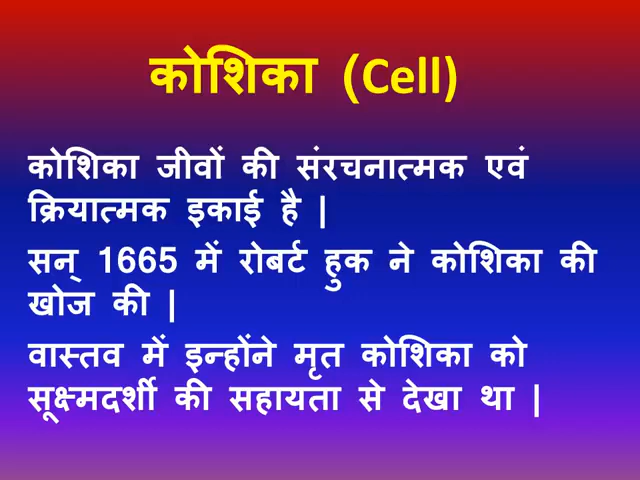 कोशिका (Cell)
कोशिका जीवों की संरचनात्मक एवं
क्रियात्मक इकाई है |
सन् 1665 में रोबर्ट हुक ने कोशिका की
खोज की |
वास्तव में इन्होंने मृत कोशिका को
सूक्ष्मदर्शी की सहायता से देखा था |